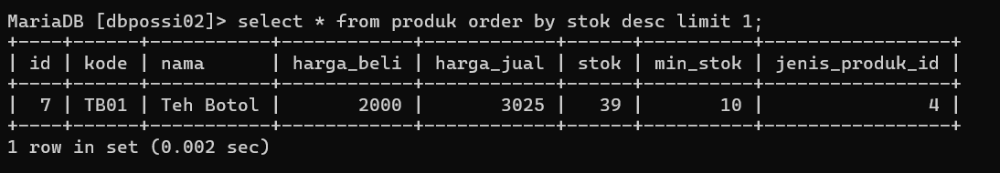 MariaDB [dbpossi02]> select * from produk order by stok desc limit 1;
+----+------+-----------+------------+------------+------+----------+-----------------+
| id | kode | nama      | harga_beli | harga_jual | stok | min_stok | jenis_produk_id |
+----+------+-----------+------------+------------+------+----------+-----------------+
|  7 | TB01 | Teh Botol |       2000 |       3025 |   39 |       10 |               4 |
+----+------+-----------+------------+------------+------+----------+-----------------+
1 row in set (0.002 sec)